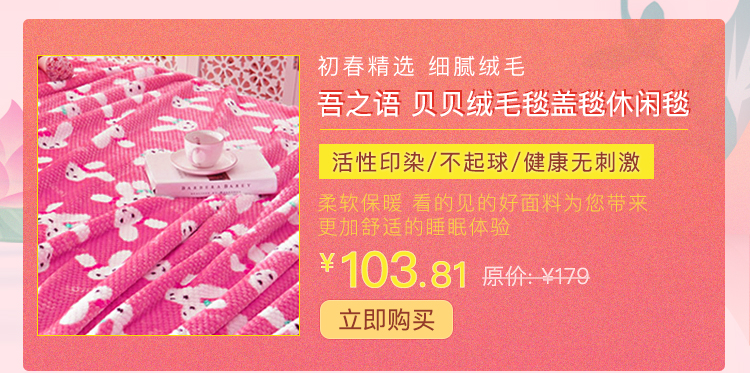 初春精选 细腻绒毛
吾之语 贝贝绒毛毯盖毯休闲毯
活性印染/不起球/健康无刺激
柔软保暖 看的见的好面料为您带来
更加舒适的睡眠体验
¥103.81 原价: ¥179
立即购买